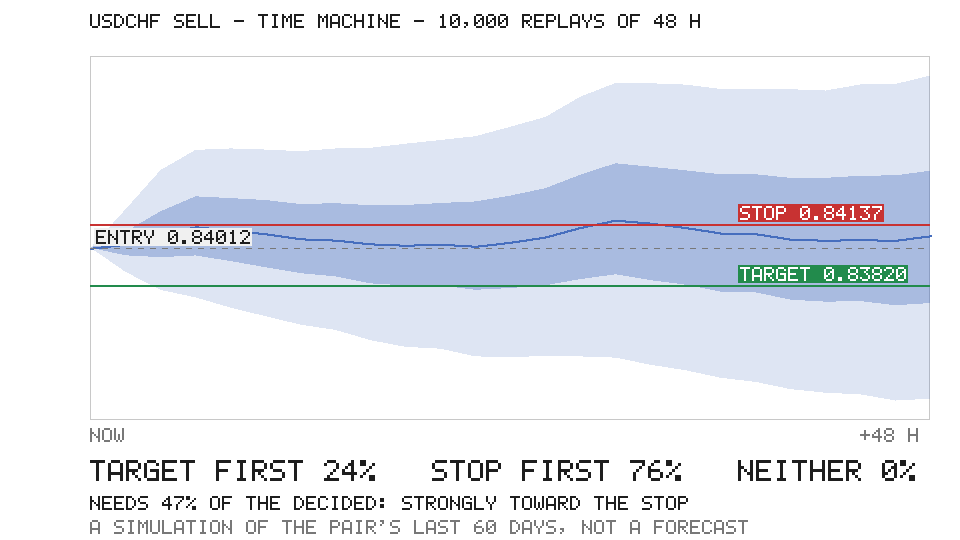 USDCHF SELL - TIME MACHINE - 10,000 REPLAYS OF 48 H
STOP 0.84137
ENTRY 0.84012
TARGET 0.83820
NOW +48 H
TARGET FIRST 24% STOP FIRST 76% NEITHER 0%
NEEDS 47% OF THE DECIDED: STRONGLY TOWARD THE STOP
A SIMULATION OF THE PAIR'S LAST 60 DAYS, NOT A FORECAST